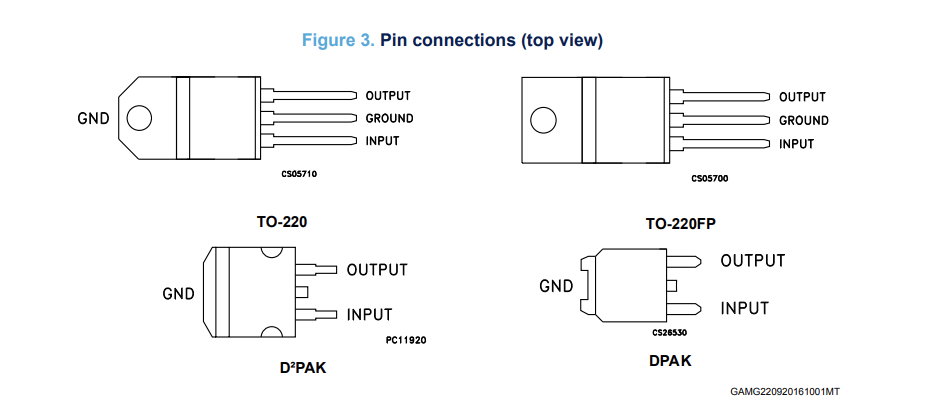 Figure 3. Pin connections (top view)
OUTPUT
GND
GROUND
INPUT
CS05710
TO-220
OUTPUT
GROUND
INPUT
CS05700
TO-220FP
OUTPUT
GND
INPUT
PC11920
D²PAK
OUTPUT
GND
INPUT
CS26530
DPAK
GAMG220920161001MT